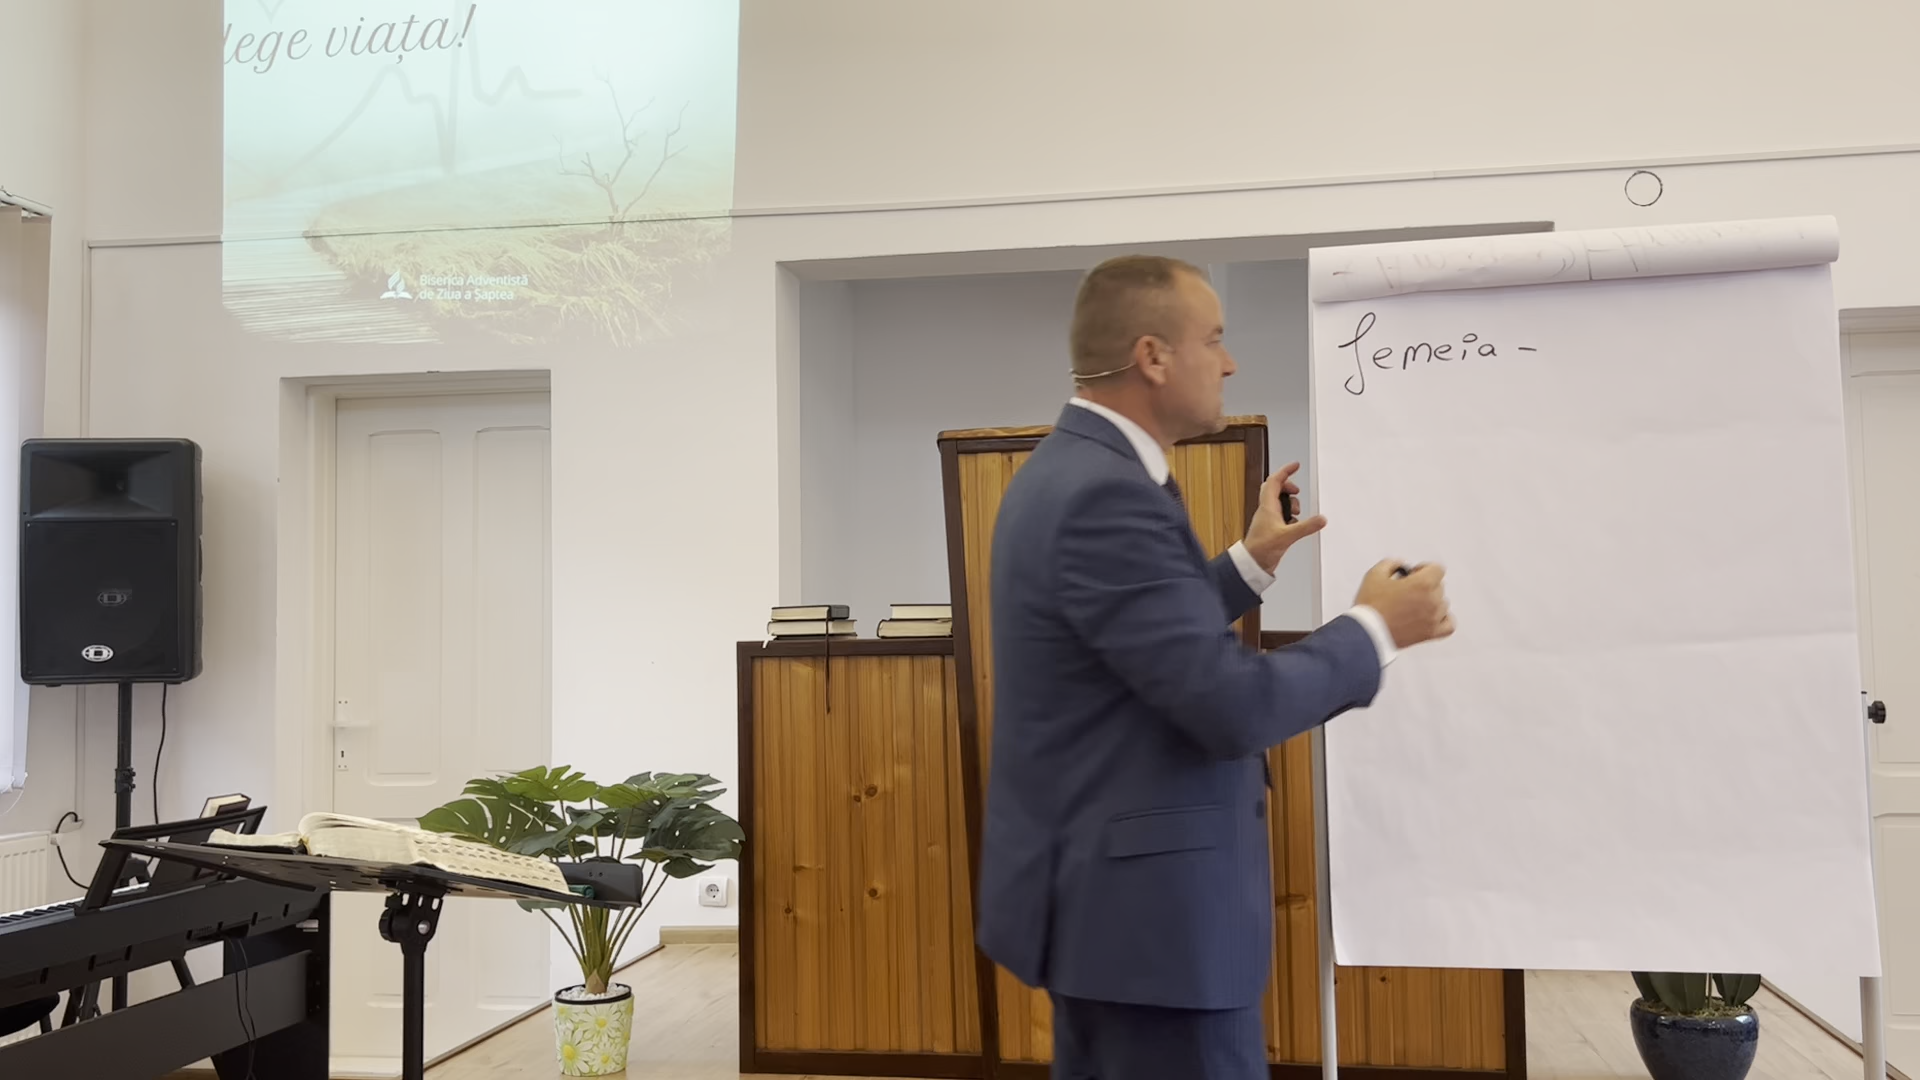 lege viața!
Biserica Adventistă
de Ziua a Șaptea
femeia -